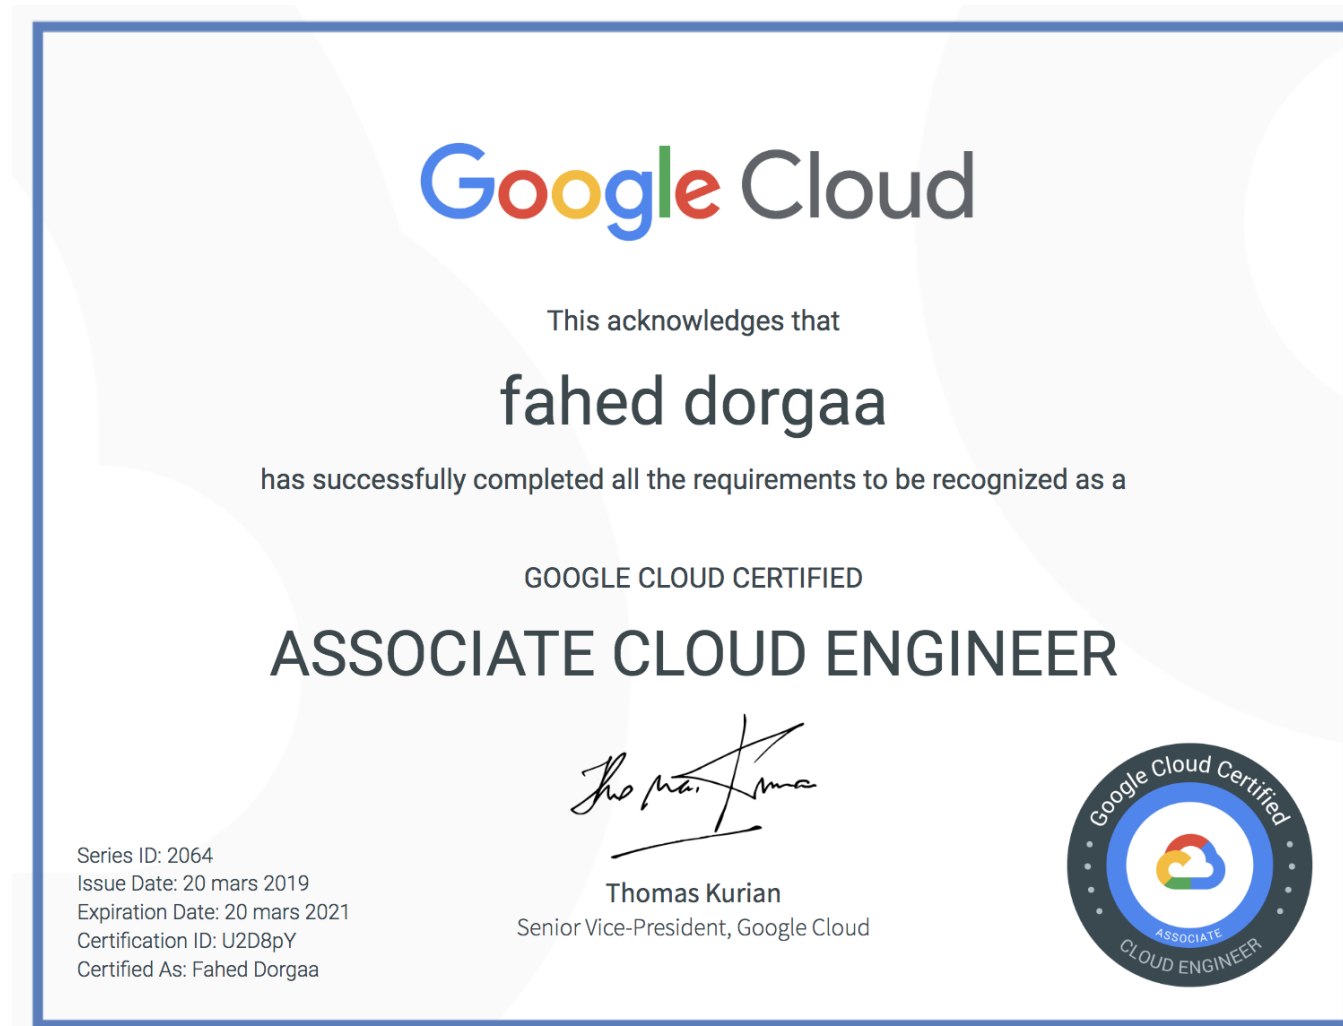 Google Cloud
This acknowledges that
fahed dorgaa
has successfully completed all the requirements to be recognized as a
GOOGLE CLOUD CERTIFIED
ASSOCIATE CLOUD ENGINEER
Thomas Kurian
Senior Vice-President, Google Cloud
Series ID: 2064
Issue Date: 20 mars 2019
Expiration Date: 20 mars 2021
Certification ID: U2D8pY
Certified As: Fahed Dorgaa
Google Cloud Certified
ASSOCIATE
CLOUD ENGINEER